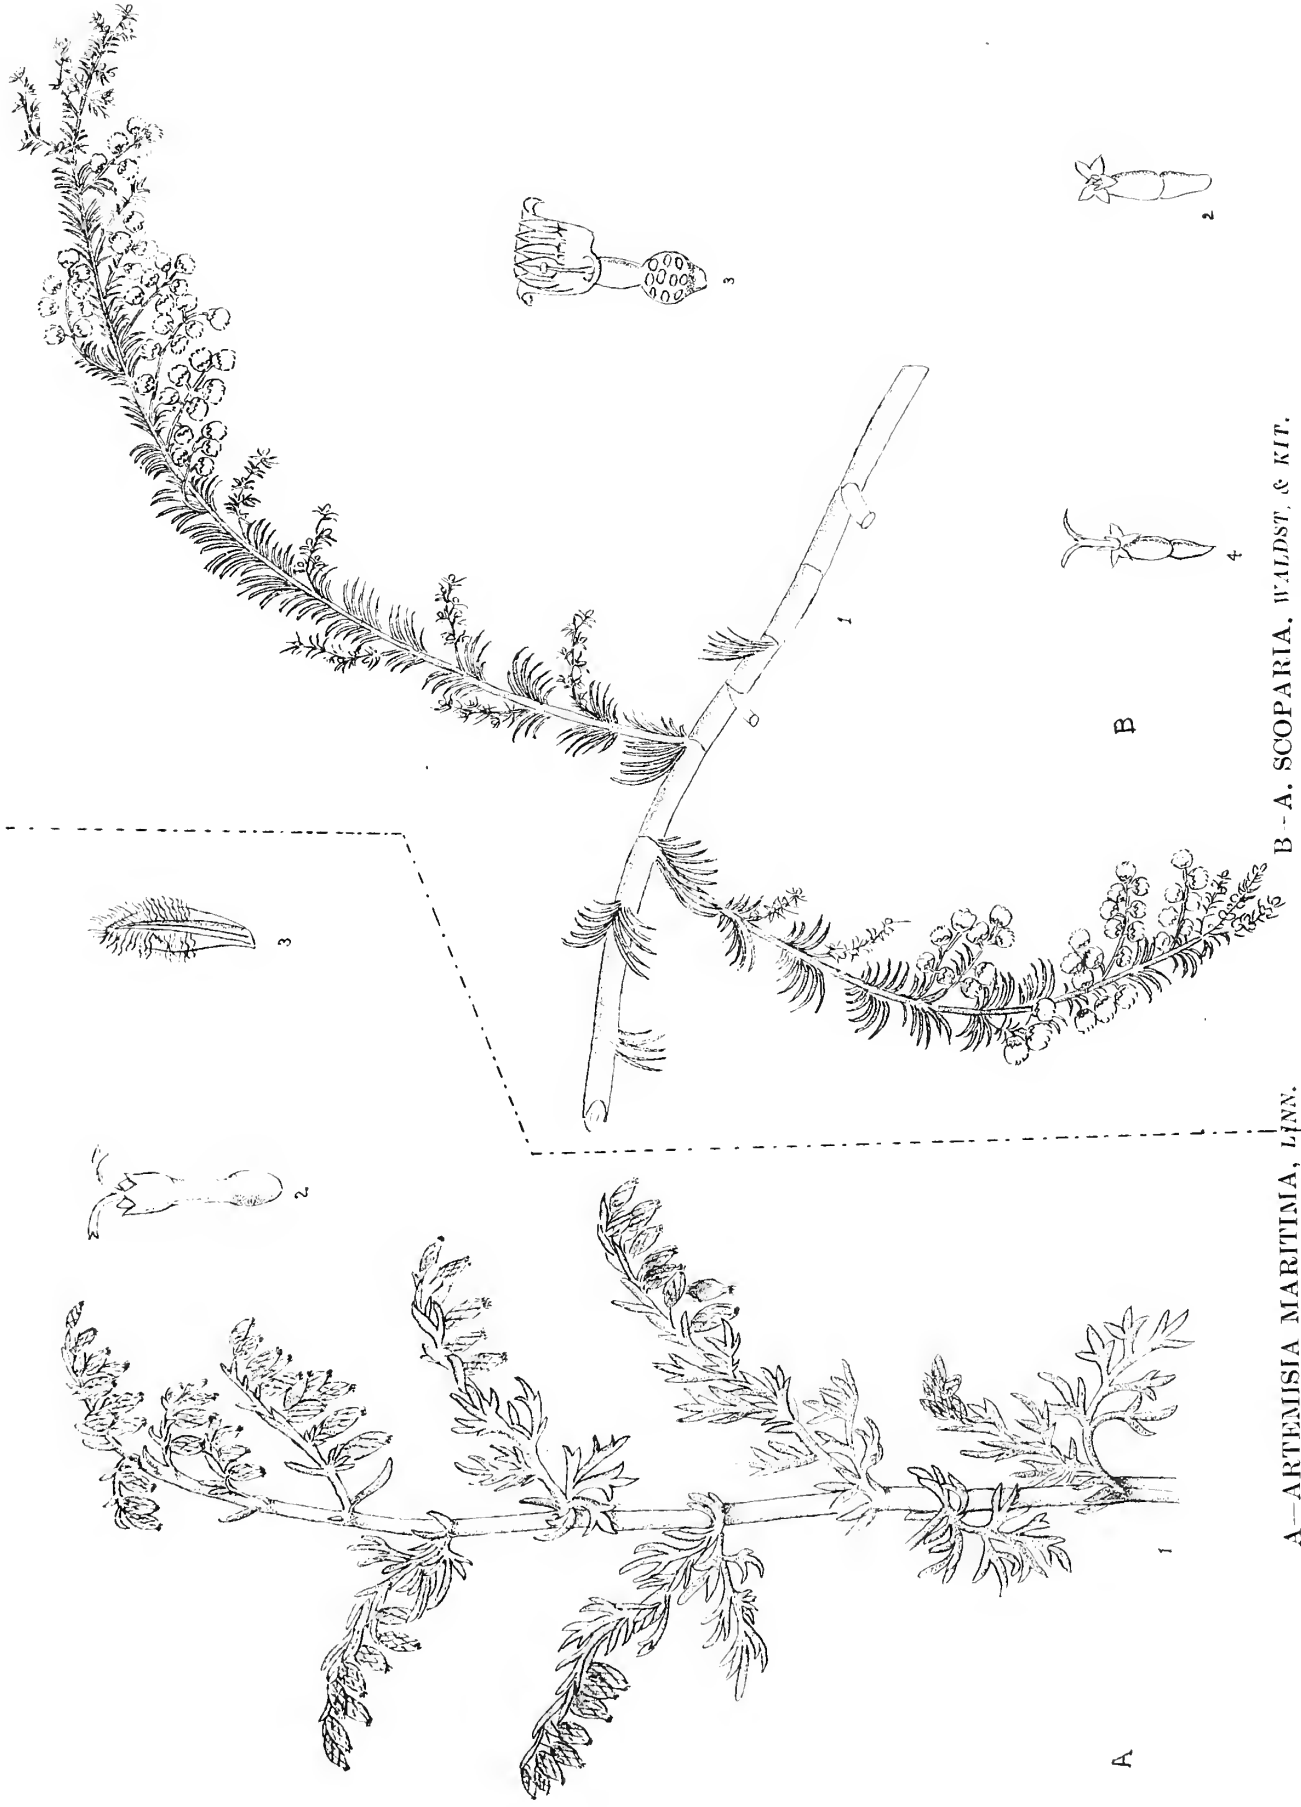 3
2
2
3
4
1
1
A
B
A—ARTEMISIA MARITIMA, LINN.
B—A. SCOPARIA. WALDST. & KIT.